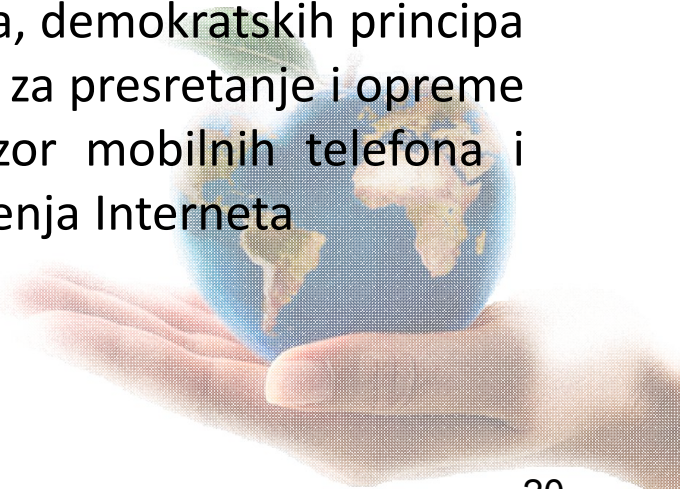 a, demokratskih principa
za presretanje i opreme
zor mobilnih telefona i
enja Interneta